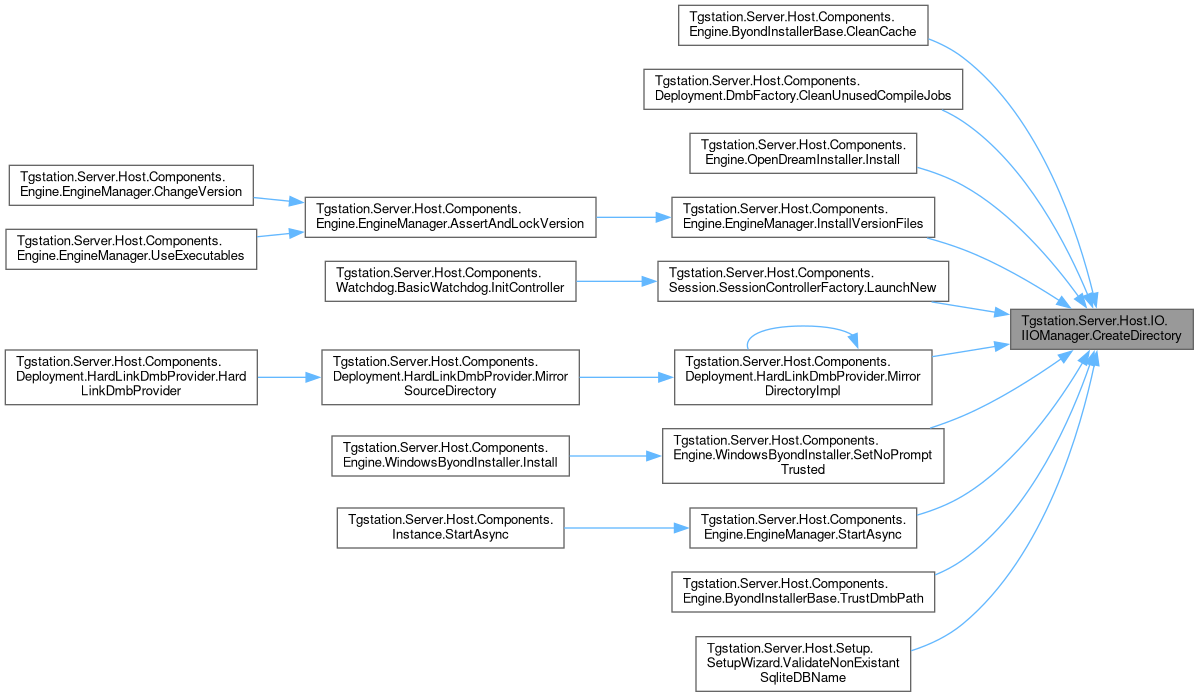 Tgstation.Server.Host.Components.
Engine.ByondInstallerBase.CleanCache
Tgstation.Server.Host.Components.
Deployment.DmbFactory.CleanUnusedCompileJobs
Tgstation.Server.Host.Components.
Engine.OpenDreamInstaller.Install
Tgstation.Server.Host.Components.
Engine.EngineManager.ChangeVersion
Tgstation.Server.Host.Components.
Engine.EngineManager.AssertAndLockVersion
Tgstation.Server.Host.Components.
Engine.EngineManager.InstallVersionFiles
Tgstation.Server.Host.Components.
Engine.EngineManager.UseExecutables
Tgstation.Server.Host.Components.
Watchdog.BasicWatchdog.InitController
Tgstation.Server.Host.Components.
Session.SessionControllerFactory.LaunchNew
Tgstation.Server.Host.IO.
IIOManager.CreateDirectory
Tgstation.Server.Host.Components.
Deployment.HardLinkDmbProvider.Hard
LinkDmbProvider
Tgstation.Server.Host.Components.
Deployment.HardLinkDmbProvider.Mirror
SourceDirectory
Tgstation.Server.Host.Components.
Deployment.HardLinkDmbProvider.Mirror
DirectoryImpl
Tgstation.Server.Host.Components.
Engine.WindowsByondInstaller.Install
Tgstation.Server.Host.Components.
Engine.WindowsByondInstaller.SetNoPrompt
Trusted
Tgstation.Server.Host.Components.
Instance.StartAsync
Tgstation.Server.Host.Components.
Engine.EngineManager.StartAsync
Tgstation.Server.Host.Components.
Engine.ByondInstallerBase.TrustDmbPath
Tgstation.Server.Host.Setup.
SetupWizard.ValidateNonExistant
SqliteDBName